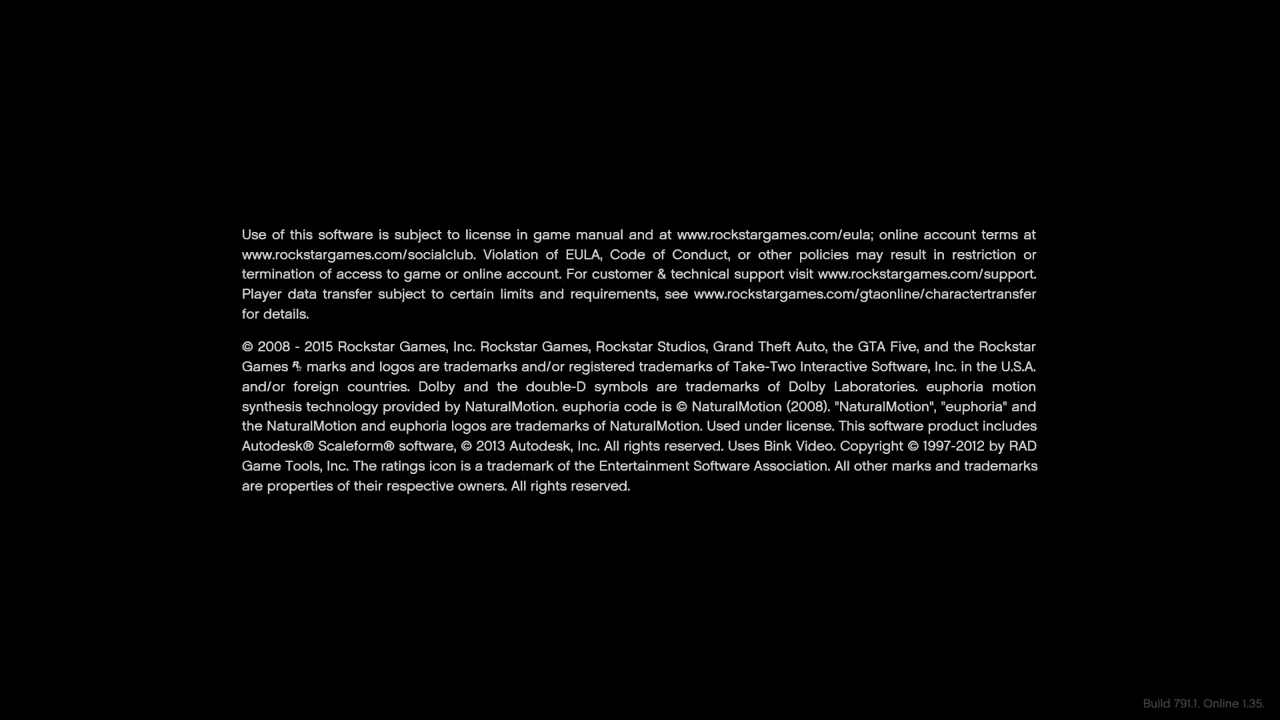 Use of this software is subject to license in game manual and at www.rockstargames.com/eula; online account terms at
www.rockstargames.com/socialclub. Violation of EULA, Code of Conduct, or other policies may result in restriction or
termination of access to game or online account. For customer & technical support visit www.rockstargames.com/support.
Player data transfer subject to certain limits and requirements, see www.rockstargames.com/gtaonline/charactertransfer
for details.
© 2008 - 2015 Rockstar Games, Inc. Rockstar Games, Rockstar Studios, Grand Theft Auto, the GTA Five, and the Rockstar
Games R* marks and logos are trademarks and/or registered trademarks of Take-Two Interactive Software, Inc. in the U.S.A.
and/or foreign countries. Dolby and the double-D symbols are trademarks of Dolby Laboratories. euphoria motion
synthesis technology provided by NaturalMotion. euphoria code is © NaturalMotion (2008). "NaturalMotion", "euphoria" and
the NaturalMotion and euphoria logos are trademarks of NaturalMotion. Used under license. This software product includes
Autodesk® Scaleform® software, © 2013 Autodesk, Inc. All rights reserved. Uses Bink Video. Copyright © 1997-2012 by RAD
Game Tools, Inc. The ratings icon is a trademark of the Entertainment Software Association. All other marks and trademarks
are properties of their respective owners. All rights reserved.
Build 791.1. Online 1.35.